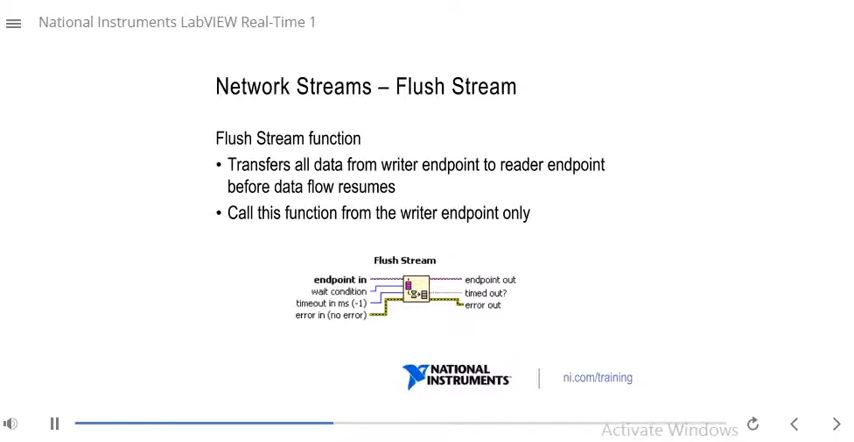 National Instruments LabVIEW Real-Time 1
Network Streams – Flush Stream
Flush Stream function
• Transfers all data from writer endpoint to reader endpoint
before data flow resumes
• Call this function from the writer endpoint only
Flush Stream
endpoint in
wait condition
timeout in ms (-1)
error in (no error)
endpoint out
timed out?
error out
NATIONAL
INSTRUMENTS
ni.com/training
Activate Windows